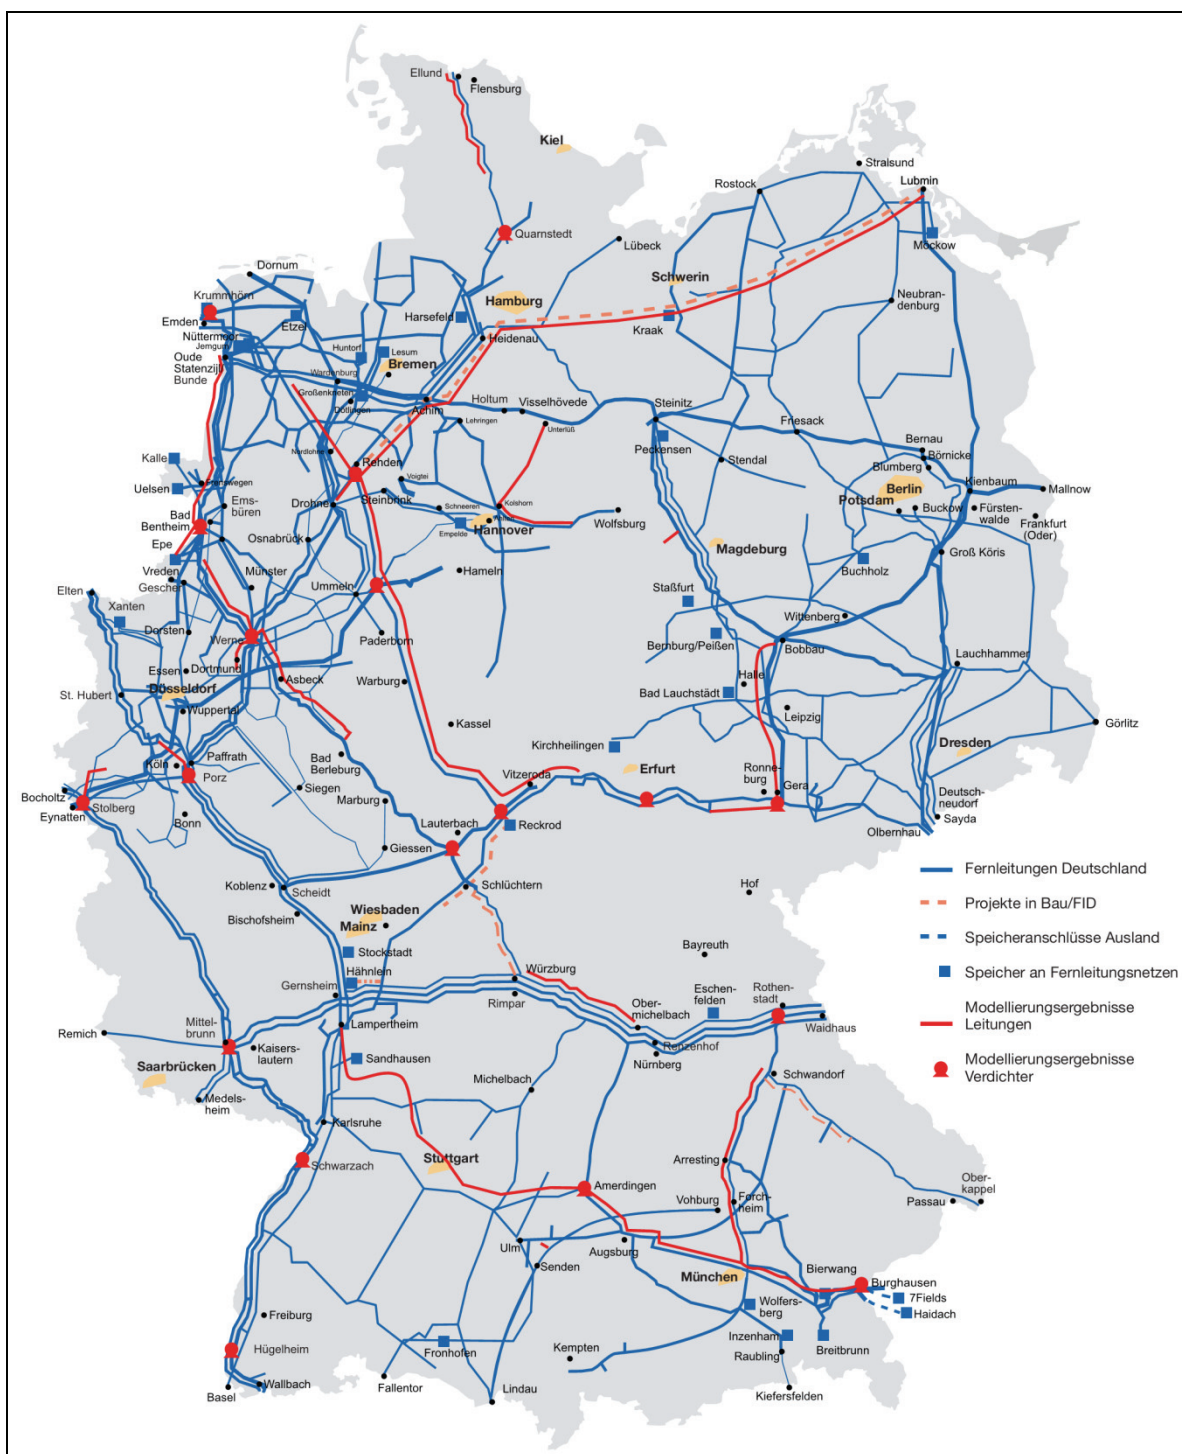 Ellund
Flensburg
Kiel
Stralsund
Rostock
Lubmin
Quarnstedt
Lübeck
Möckow
Dornum
Schwerin
Krummhörn
Hamburg
Neubran-
denburg
Emden
Etzel
Harsefeld
Kraak
Nüttermoor
Jemgum
Huntorf
Lesum
Heidenau
Oude
Statenzijl/
Bunde
Wardenburg
Bremen
Großenkneten
Dötlingen
Achim
Holtum
Visselhövede
Steinitz
Lehringen
Unterlüß
Friesack
Bernau
Börnicke
Blumberg
Peckensen
Stendal
Kalle
Nordlohne
Rehden
Voigtei
Berlin
Kienbaum
Mallnow
Uelsen
Frenswegen
Steinbrink
Kolshorn
Potsdam
Ems-
büren
Drohne
Schneeren
Wolfsburg
Buckow
Fürsten-
walde
Frankfurt
(Oder)
Bad
Bentheim
Empelde
Hannover
Osnabrück
Magdeburg
Groß Köris
Epe
Buchholz
Vreden
Gescher
Münster
Hameln
Elten
Ummeln
Staßfurt
Xanten
Wittenberg
Dorsten
Werne
Paderborn
Bernburg/Peißen
Bobbau
Essen
Dortmund
Lauchhammer
Halle
St. Hubert
Düsseldorf
Asbeck
Warburg
Bad Lauchstädt
Wuppertal
Leipzig
Kassel
Görlitz
Kirchheilingen
Dresden
Köln
Paffrath
Bad
Berleburg
Porz
Vitzeroda
Erfurt
Ronne-
burg
Gera
Bocholtz
Stolberg
Siegen
Marburg
Deutsch-
neudorf
Eynatten
Bonn
Reckrod
Sayda
Lauterbach
Olbernhau
Giessen
Koblenz
Scheidt
Schlüchtern
Hof
Fernleitungen Deutschland
Bischofsheim
Wiesbaden
Mainz
Projekte in Bau/FID
Stockstadt
Bayreuth
Speicheranschlüsse Ausland
Hähnlein
Würzburg
Speicher an Fernleitungsnetzen
Gernsheim
Rimpar
Eschen-
felden
Rothen-
stadt
Modellierungsergebnisse
Leitungen
Ober-
michelbach
Waidhaus
Remich
Mittel-
brunn
Lampertheim
Renzenhof
Nürnberg
Kaisers-
lautern
Sandhausen
Modellierungsergebnisse
Verdichter
Saarbrücken
Michelbach
Schwandorf
Medels-
heim
Karlsruhe
Stuttgart
Schwarzach
Arresting
Ober-
kappel
Amerdingen
Passau
Vohburg
Forch-
heim
Ulm
Augsburg
Senden
München
Bierwang
Burghausen
7Fields
Haidach
Freiburg
Wolfers-
berg
Hügelheim
Fronhofen
Kempten
Inzenham
Breitbrunn
Raubling
Basel
Wallbach
Fallentor
Lindau
Kiefersfelden